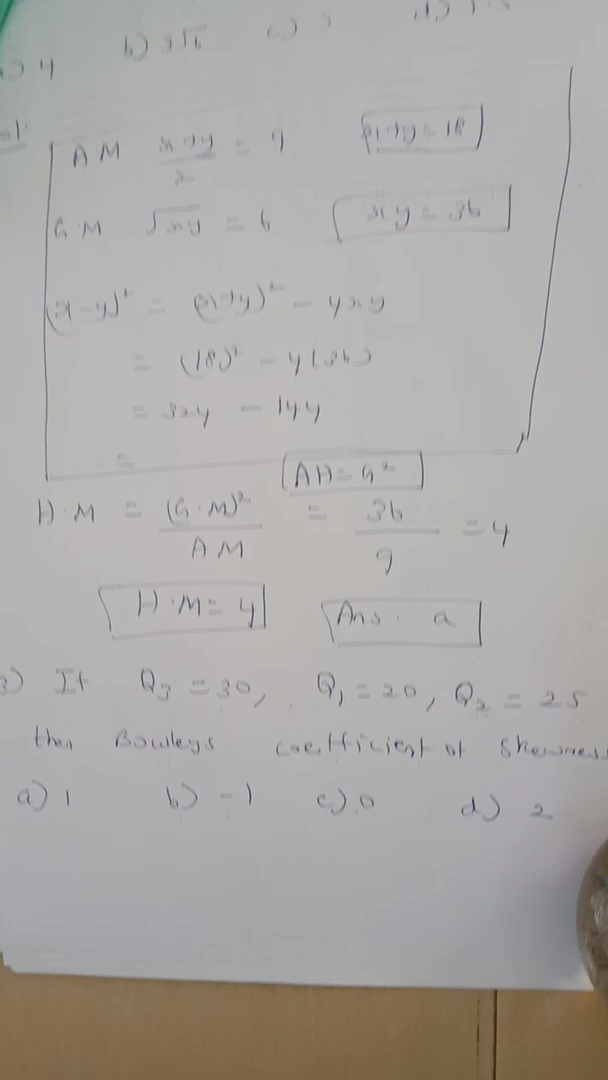 a) 4 b) 3√6 c) d)
Sol:
AM x+y/2 = 9 x+y=18
G.M √xy = 6 xy = 36
(x-y)² = (x+y)² - 4xy
= (18)² - 4(36)
= 324 - 144
=
AH = G²
H.M = (G.M)²/AM = 36/9 = 4
H.M = 4 Ans. a
3) If Q₃ = 30, Q₁ = 20, Q₂ = 25
then Bowleys coefficient of Skewness
a) 1 b) -1 c) 0 d) 2